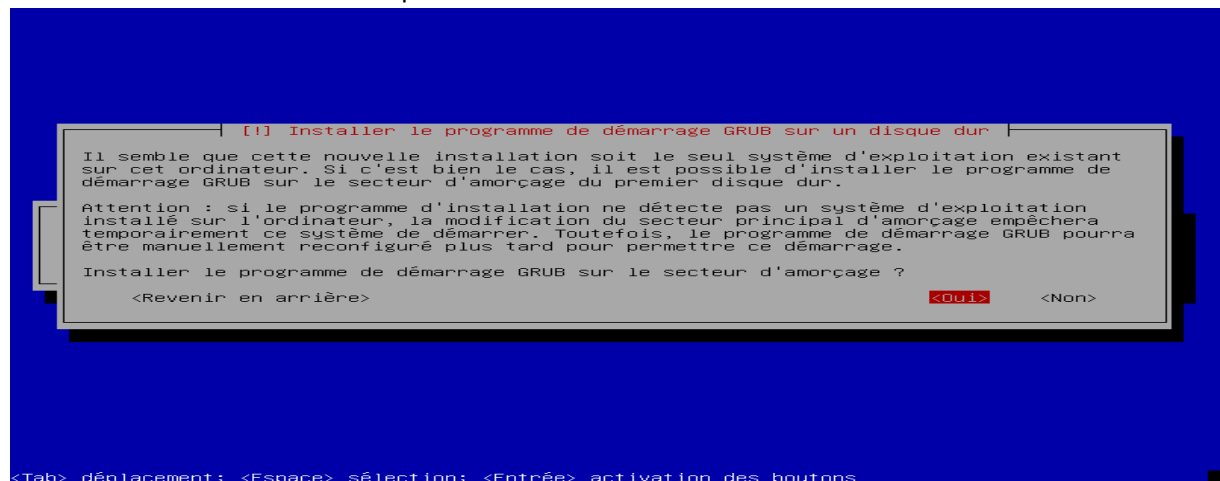 [!] Installer le programme de démarrage GRUB sur un disque dur
Il semble que cette nouvelle installation soit le seul système d'exploitation existant
sur cet ordinateur. Si c'est bien le cas, il est possible d'installer le programme de
démarrage GRUB sur le secteur d'amorçage du premier disque dur.
Attention : si le programme d'installation ne détecte pas un système d'exploitation
installé sur l'ordinateur, la modification du secteur principal d'amorçage empêchera
temporairement ce système de démarrer. Toutefois, le programme de démarrage GRUB pourra
être manuellement reconfiguré plus tard pour permettre ce démarrage.
Installer le programme de démarrage GRUB sur le secteur d'amorçage ?
<Revenir en arrière> <Oui> <Non>
<Tab> déplacement; <Espace> sélection; <Entrée> activation des boutons